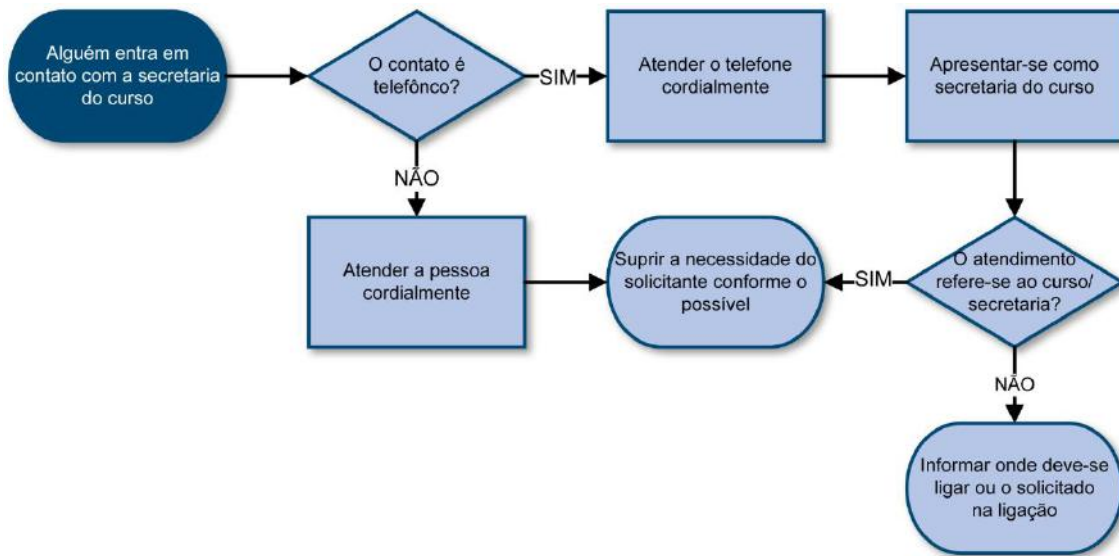 Alguém entra em
contato com a secretaria
do curso
O contato é
telefônco?
SIM
Atender o telefone
cordialmente
Apresentar-se como
secretaria do curso
NÃO
Atender a pessoa
cordialmente
Suprir a necessidade do
solicitante conforme o
possível
SIM
O atendimento
refere-se ao curso/
secretaria?
NÃO
Informar onde deve-se
ligar ou o solicitado
na ligação